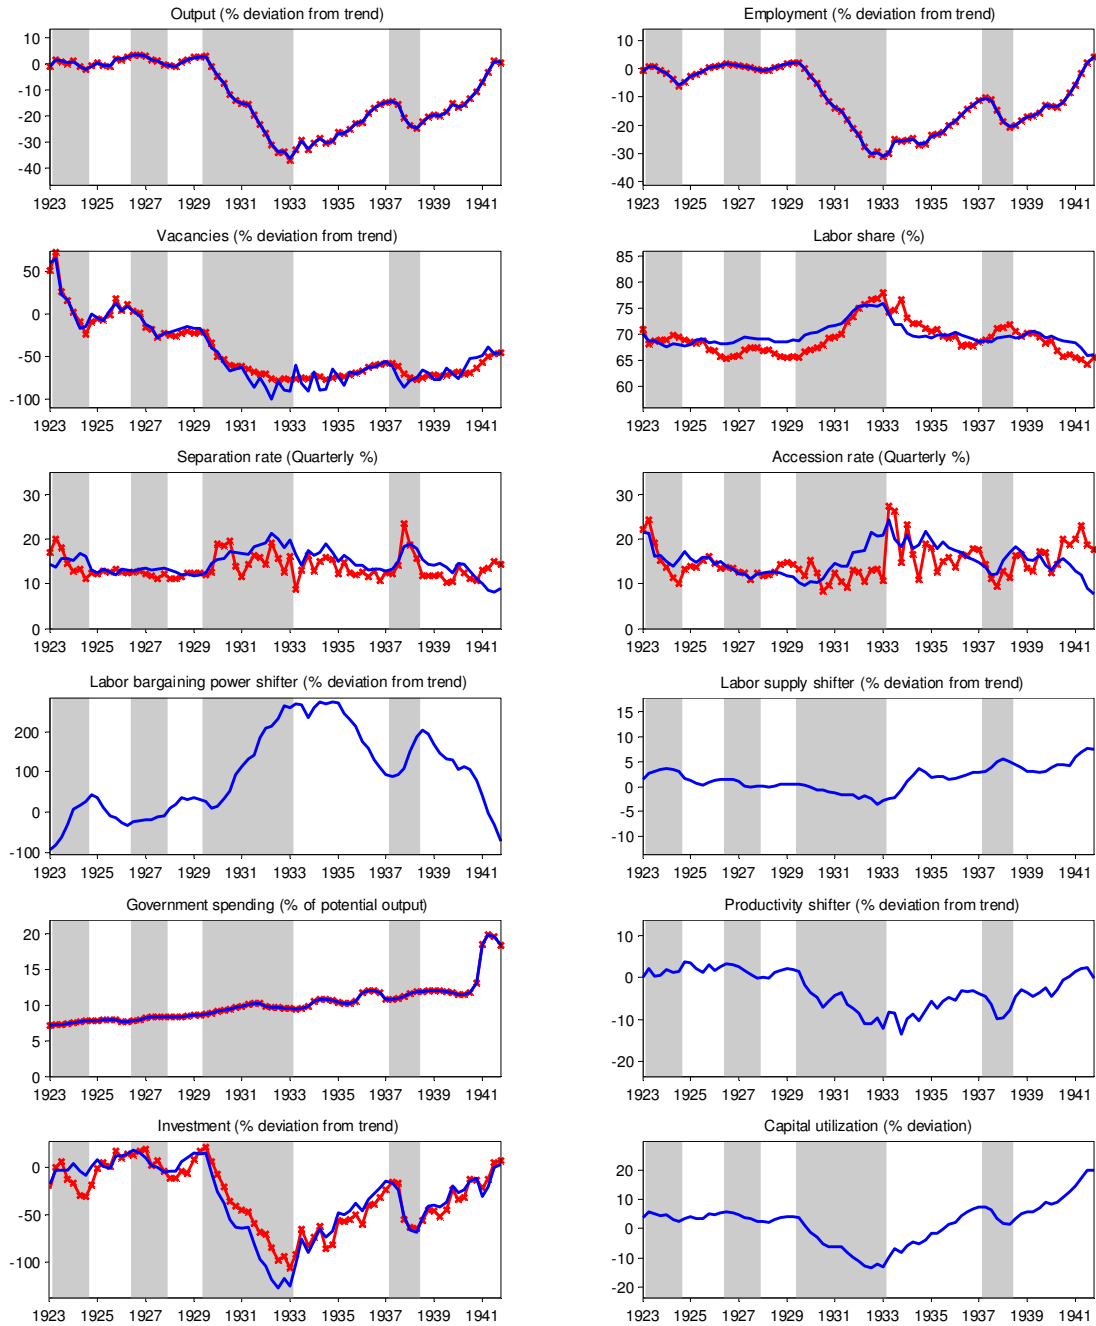 Output (% deviation from trend)
10
0
-10
-20
-30
-40
1923 1925 1927 1929 1931 1933 1935 1937 1939 1941
Employment (% deviation from trend)
10
0
-10
-20
-30
-40
1923 1925 1927 1929 1931 1933 1935 1937 1939 1941
Vacancies (% deviation from trend)
50
0
-50
-100
1923 1925 1927 1929 1931 1933 1935 1937 1939 1941
Labor share (%)
85
80
75
70
65
60
1923 1925 1927 1929 1931 1933 1935 1937 1939 1941
Separation rate (Quarterly %)
30
20
10
0
1923 1925 1927 1929 1931 1933 1935 1937 1939 1941
Accession rate (Quarterly %)
30
20
10
0
1923 1925 1927 1929 1931 1933 1935 1937 1939 1941
Labor bargaining power shifter (% deviation from trend)
200
100
0
-100
1923 1925 1927 1929 1931 1933 1935 1937 1939 1941
Labor supply shifter (% deviation from trend)
15
10
5
0
-5
-10
1923 1925 1927 1929 1931 1933 1935 1937 1939 1941
Government spending (% of potential output)
20
15
10
5
0
1923 1925 1927 1929 1931 1933 1935 1937 1939 1941
Productivity shifter (% deviation from trend)
10
0
-10
-20
1923 1925 1927 1929 1931 1933 1935 1937 1939 1941
Investment (% deviation from trend)
0
-50
-100
1923 1925 1927 1929 1931 1933 1935 1937 1939 1941
Capital utilization (% deviation)
20
10
0
-10
-20
1923 1925 1927 1929 1931 1933 1935 1937 1939 1941